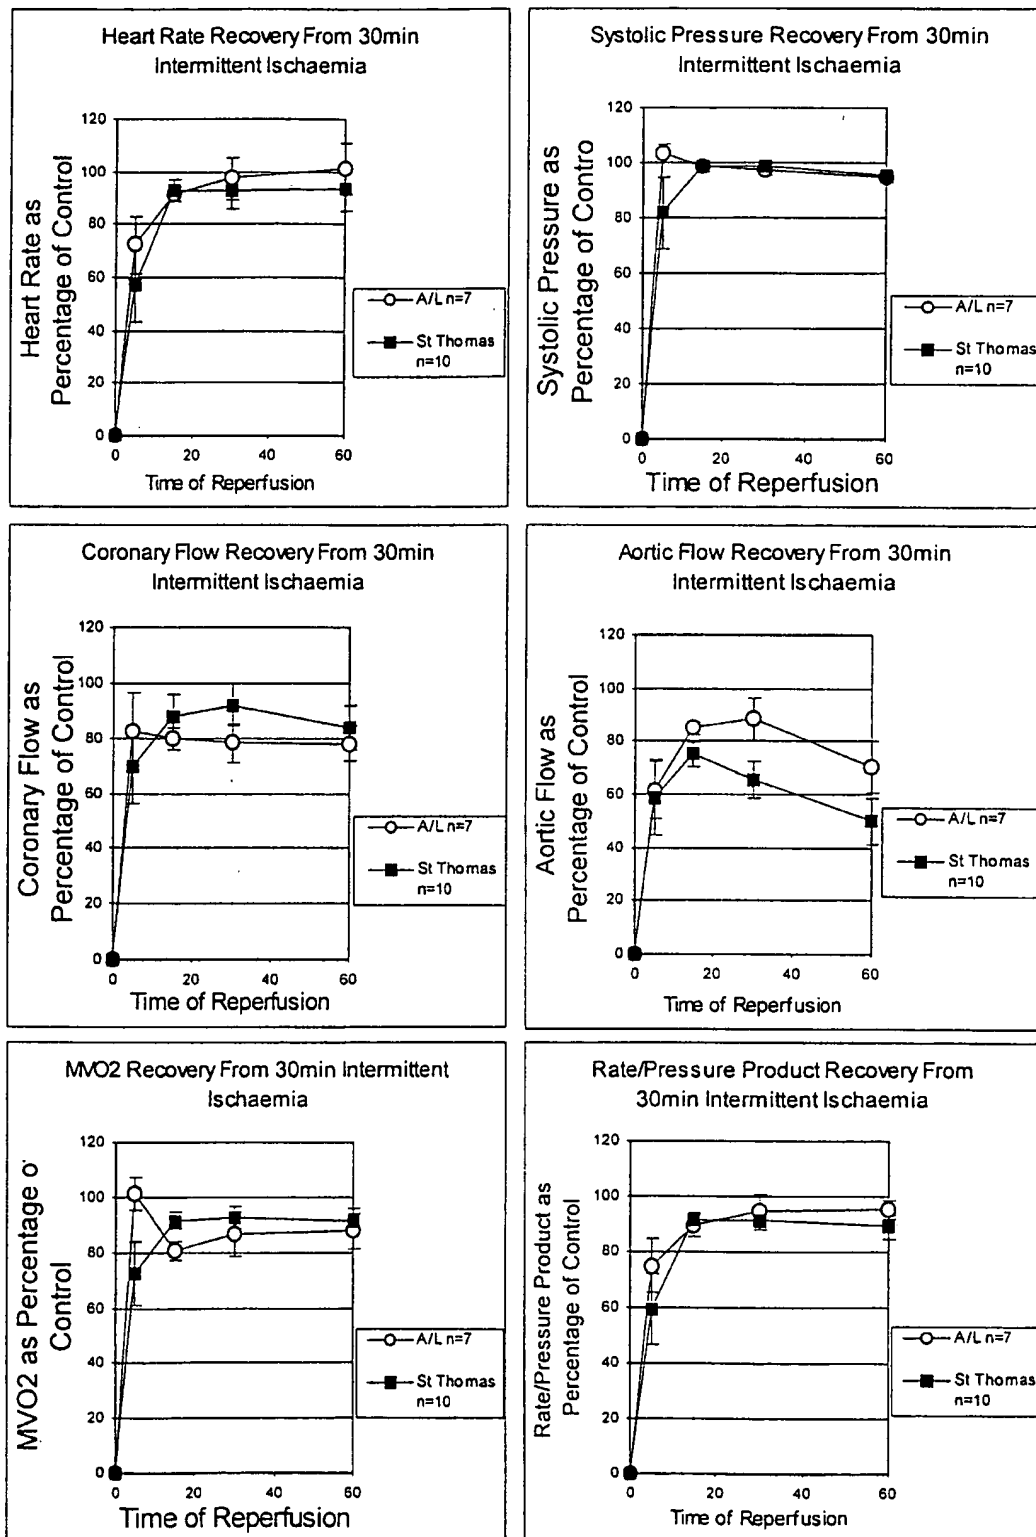 Heart Rate Recovery From 30min
Intermittent Ischaemia
Heart Rate as
Percentage of Control
120
100
80
60
40
20
0
0 20 40 60
Time of Reperfusion
A/L n=7
St Thomas
n=10
Systolic Pressure Recovery From 30min
Intermittent Ischaemia
Systolic Pressure as
Percentage of Contro
120
100
80
60
40
20
0
0 20 40 60
Time of Reperfusion
A/L n=7
St Thomas
n=10
Coronary Flow Recovery From 30min
Intermittent Ischaemia
Coronary Flow as
Percentage of Control
120
100
80
60
40
20
0
0 20 40 60
Time of Reperfusion
A/L n=7
St Thomas
n=10
Aortic Flow Recovery From 30min
Intermittent Ischaemia
Aortic Flow as
Percentage of Control
120
100
80
60
40
20
0
0 20 40 60
Time of Reperfusion
A/L n=7
St Thomas
n=10
MVO2 Recovery From 30min Intermittent
Ischaemia
MVO2 as Percentage o
Control
120
100
80
60
40
20
0
0 20 40 60
Time of Reperfusion
A/L n=7
St Thomas
n=10
Rate/Pressure Product Recovery From
30min Intermittent Ischaemia
Rate/Pressure Product as
Percentage of Control
120
100
80
60
40
20
0
0 20 40 60
Time of Reperfusion
A/L n=7
St Thomas
n=10